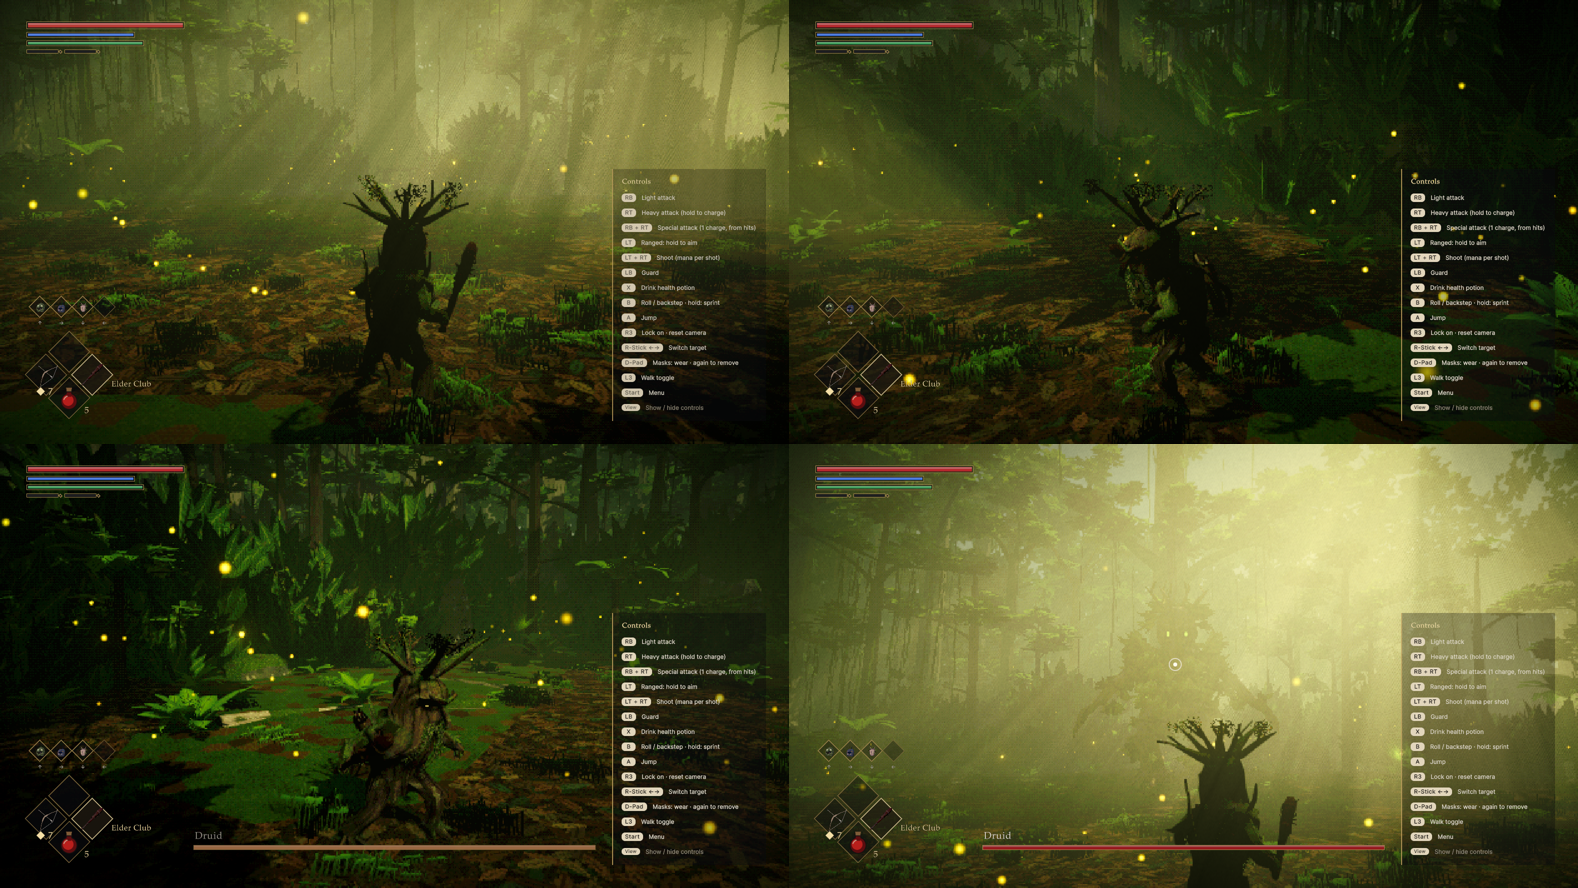 Controls
RB Light attack
RT Heavy attack (hold to charge)
RB + RT Special attack (1 charge, from hits)
LT Ranged: hold to aim
LT + RT Shoot (mana per shot)
LB Guard
X Drink health potion
B Roll / backstep · hold: sprint
A Jump
R3 Lock on · reset camera
R-Stick ←→ Switch target
D-Pad Masks: wear · again to remove
L3 Walk toggle
Start Menu
View Show / hide controls
Elder Club
7
5
Controls
RB Light attack
RT Heavy attack (hold to charge)
RB + RT Special attack (1 charge, from hits)
LT Ranged: hold to aim
LT + RT Shoot (mana per shot)
LB Guard
X Drink health potion
B Roll / backstep · hold: sprint
A Jump
R3 Lock on · reset camera
R-Stick ←→ Switch target
D-Pad Masks: wear · again to remove
L3 Walk toggle
Start Menu
View Show / hide controls
Elder Club
7
5
Controls
RB Light attack
RT Heavy attack (hold to charge)
RB + RT Special attack (1 charge, from hits)
LT Ranged: hold to aim
LT + RT Shoot (mana per shot)
LB Guard
X Drink health potion
B Roll / backstep · hold: sprint
A Jump
R3 Lock on · reset camera
R-Stick ←→ Switch target
D-Pad Masks: wear · again to remove
L3 Walk toggle
Start Menu
View Show / hide controls
Elder Club
7
5
Druid
Controls
RB Light attack
RT Heavy attack (hold to charge)
RB + RT Special attack (1 charge, from hits)
LT Ranged: hold to aim
LT + RT Shoot (mana per shot)
LB Guard
X Drink health potion
B Roll / backstep · hold: sprint
A Jump
R3 Lock on · reset camera
R-Stick ←→ Switch target
D-Pad Masks: wear · again to remove
L3 Walk toggle
Start Menu
View Show / hide controls
Elder Club
7
5
Druid